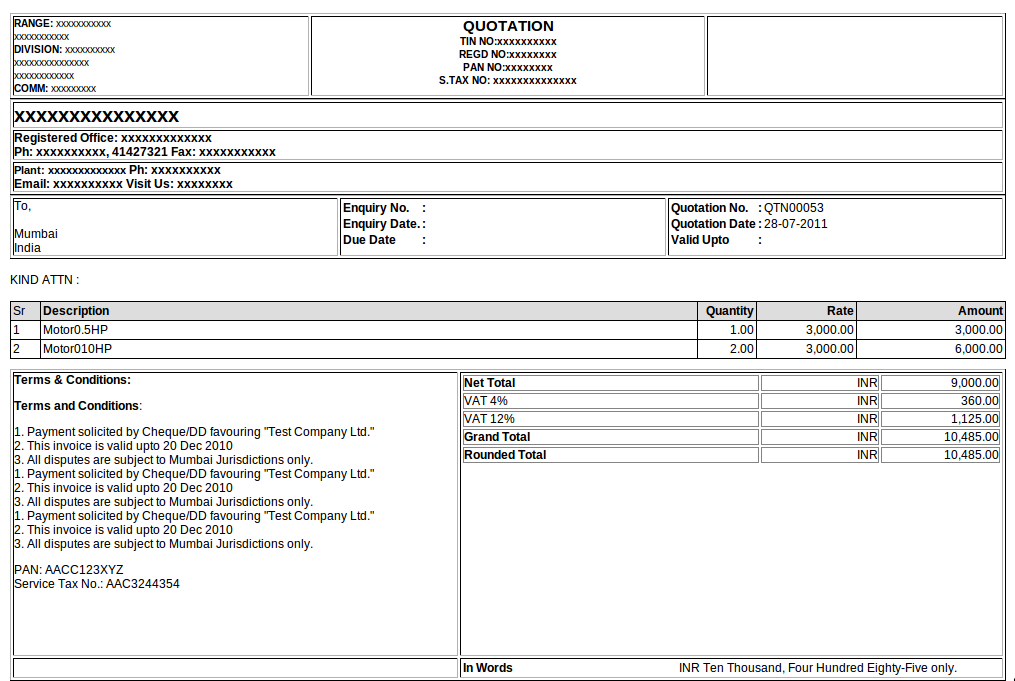 RANGE: xxxxxxxxxxx
xxxxxxxxxxx
DIVISION: xxxxxxxxxx
xxxxxxxxxxxxxxx
xxxxxxxxxxxx
COMM: xxxxxxxxx
QUOTATION
TIN NO:xxxxxxxxxx
REGD NO:xxxxxxxx
PAN NO:xxxxxxxx
S.TAX NO: xxxxxxxxxxxxxx
xxxxxxxxxxxxxxx
Registered Office: xxxxxxxxxxxxx
Ph: xxxxxxxxxx, 41427321 Fax: xxxxxxxxxxx
Plant: xxxxxxxxxxxxx Ph: xxxxxxxxxx
Email: xxxxxxxxxx Visit Us: xxxxxxxx
To,
Mumbai
India
Enquiry No. :
Enquiry Date. :
Due Date :
Quotation No. : QTN00053
Quotation Date : 28-07-2011
Valid Upto :
KIND ATTN :
Sr Description Quantity Rate Amount
1 Motor0.5HP 1.00 3,000.00 3,000.00
2 Motor010HP 2.00 3,000.00 6,000.00
Terms & Conditions:
Terms and Conditions:
1. Payment solicited by Cheque/DD favouring "Test Company Ltd."
2. This invoice is valid upto 20 Dec 2010
3. All disputes are subject to Mumbai Jurisdictions only.
1. Payment solicited by Cheque/DD favouring "Test Company Ltd."
2. This invoice is valid upto 20 Dec 2010
3. All disputes are subject to Mumbai Jurisdictions only.
1. Payment solicited by Cheque/DD favouring "Test Company Ltd."
2. This invoice is valid upto 20 Dec 2010
3. All disputes are subject to Mumbai Jurisdictions only.
PAN: AACC123XYZ
Service Tax No.: AAC3244354
Net Total INR 9,000.00
VAT 4% INR 360.00
VAT 12% INR 1,125.00
Grand Total INR 10,485.00
Rounded Total INR 10,485.00
In Words INR Ten Thousand, Four Hundred Eighty-Five only.